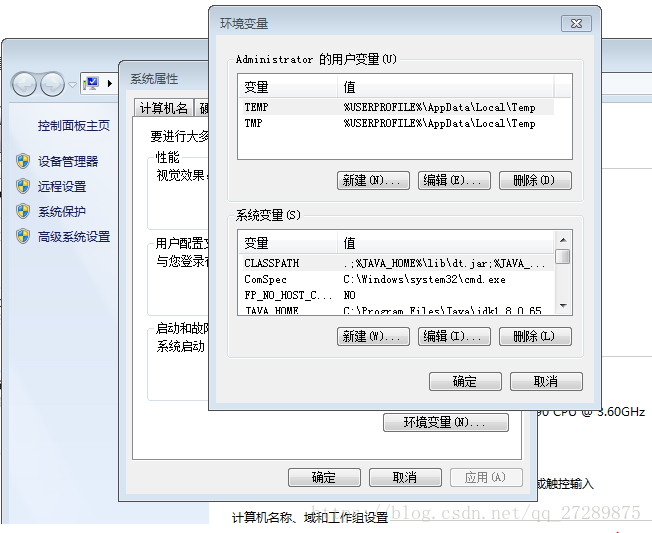 环境变量
Administrator 的用户变量(U)
变量 值
TEMP %USERPROFILE%\AppData\Local\Temp
TMP %USERPROFILE%\AppData\Local\Temp
新建(N)... 编辑(E)... 删除(D)
系统变量(S)
变量 值
CLASSPATH .;%JAVA_HOME%\lib\dt.jar;%JAVA_...
ComSpec C:\Windows\system32\cmd.exe
FP_NO_HOST_C... NO
JAVA_HOME C:\Program Files\Java\jdk1.8.0_65
新建(W)... 编辑(I)... 删除(L)
确定 取消
系统属性
计算机名
要进行大多
性能
视觉效果
用户配置文
与您登录有
启动和故障
系统启动
环境变量(N)...
确定 取消 应用(A)
控制面板主页
设备管理器
远程设置
系统保护
高级系统设置
90 CPU @ 3.60GHz
或触控输入
计算机名称、域和工作组设置
https://blog.csdn.net/qq_27289875